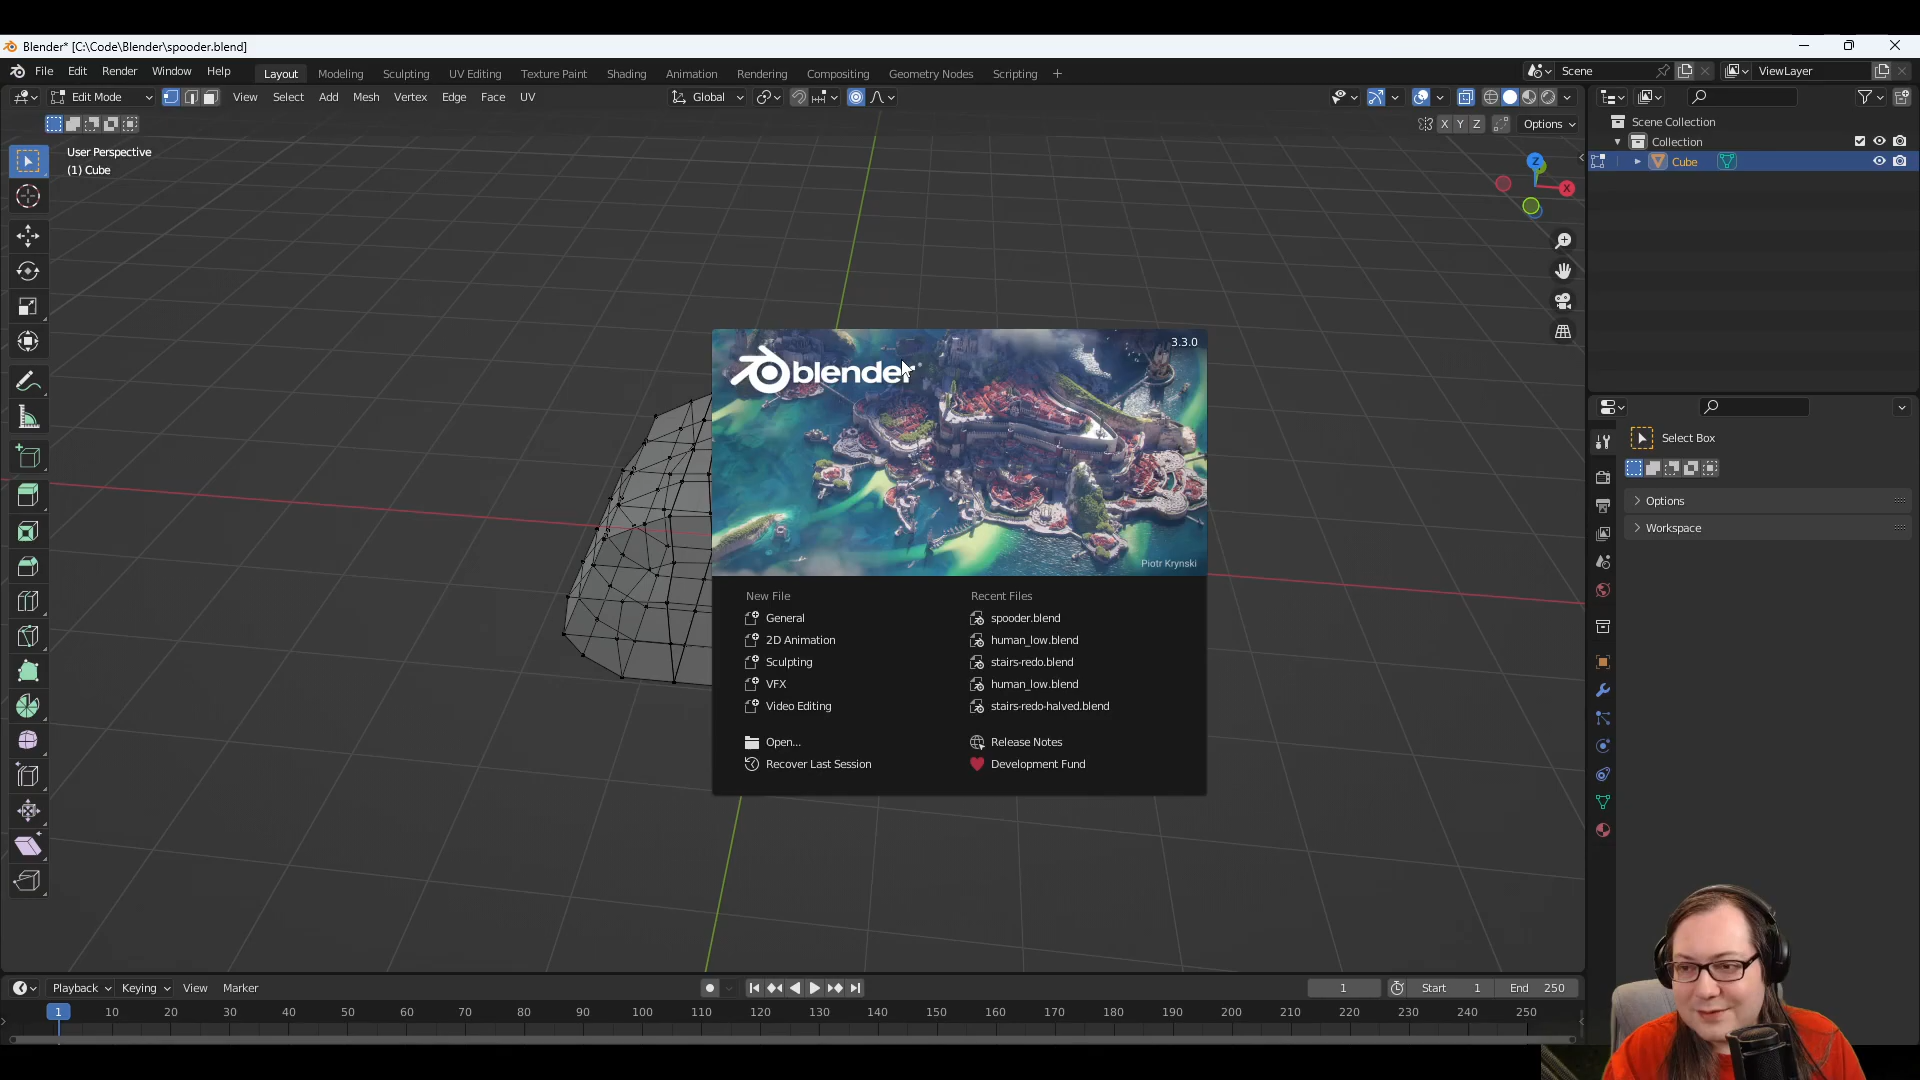 Blender* [C:\Code\Blender\spooder.blend]
File Edit Render Window Help Layout Modeling Sculpting UV Editing Texture Paint Shading Animation Rendering Compositing Geometry Nodes Scripting + Scene ViewLayer
Edit Mode View Select Add Mesh Vertex Edge Face UV Global
X Y Z Options
User Perspective
(1) Cube
Z
X
Scene Collection
Collection
Cube
Select Box
Options
Workspace
3.3.0
blender
Piotr Krynski
New File
General
2D Animation
Sculpting
VFX
Video Editing
Open...
Recover Last Session
Recent Files
spooder.blend
human_low.blend
stairs-redo.blend
human_low.blend
stairs-redo-halved.blend
Release Notes
Development Fund
Playback Keying View Marker 1 Start 1 End 250
1 10 20 30 40 50 60 70 80 90 100 110 120 130 140 150 160 170 180 190 200 210 220 230 240 250